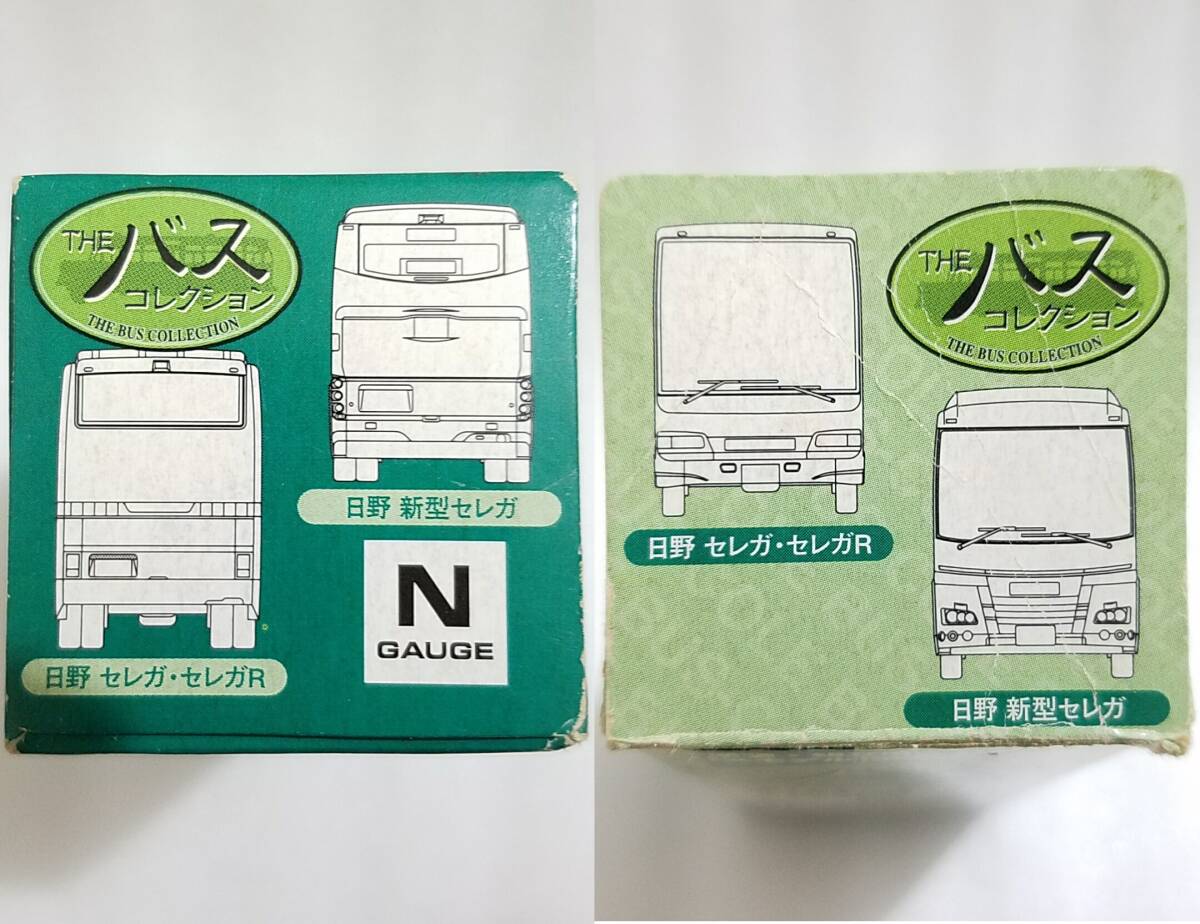 THE バス
コレクション
THE BUS COLLECTION
日野 新型セレガ
N
GAUGE
日野 セレガ・セレガR
THE バス
コレクション
THE BUS COLLECTION
日野 セレガ・セレガR
日野 新型セレガ